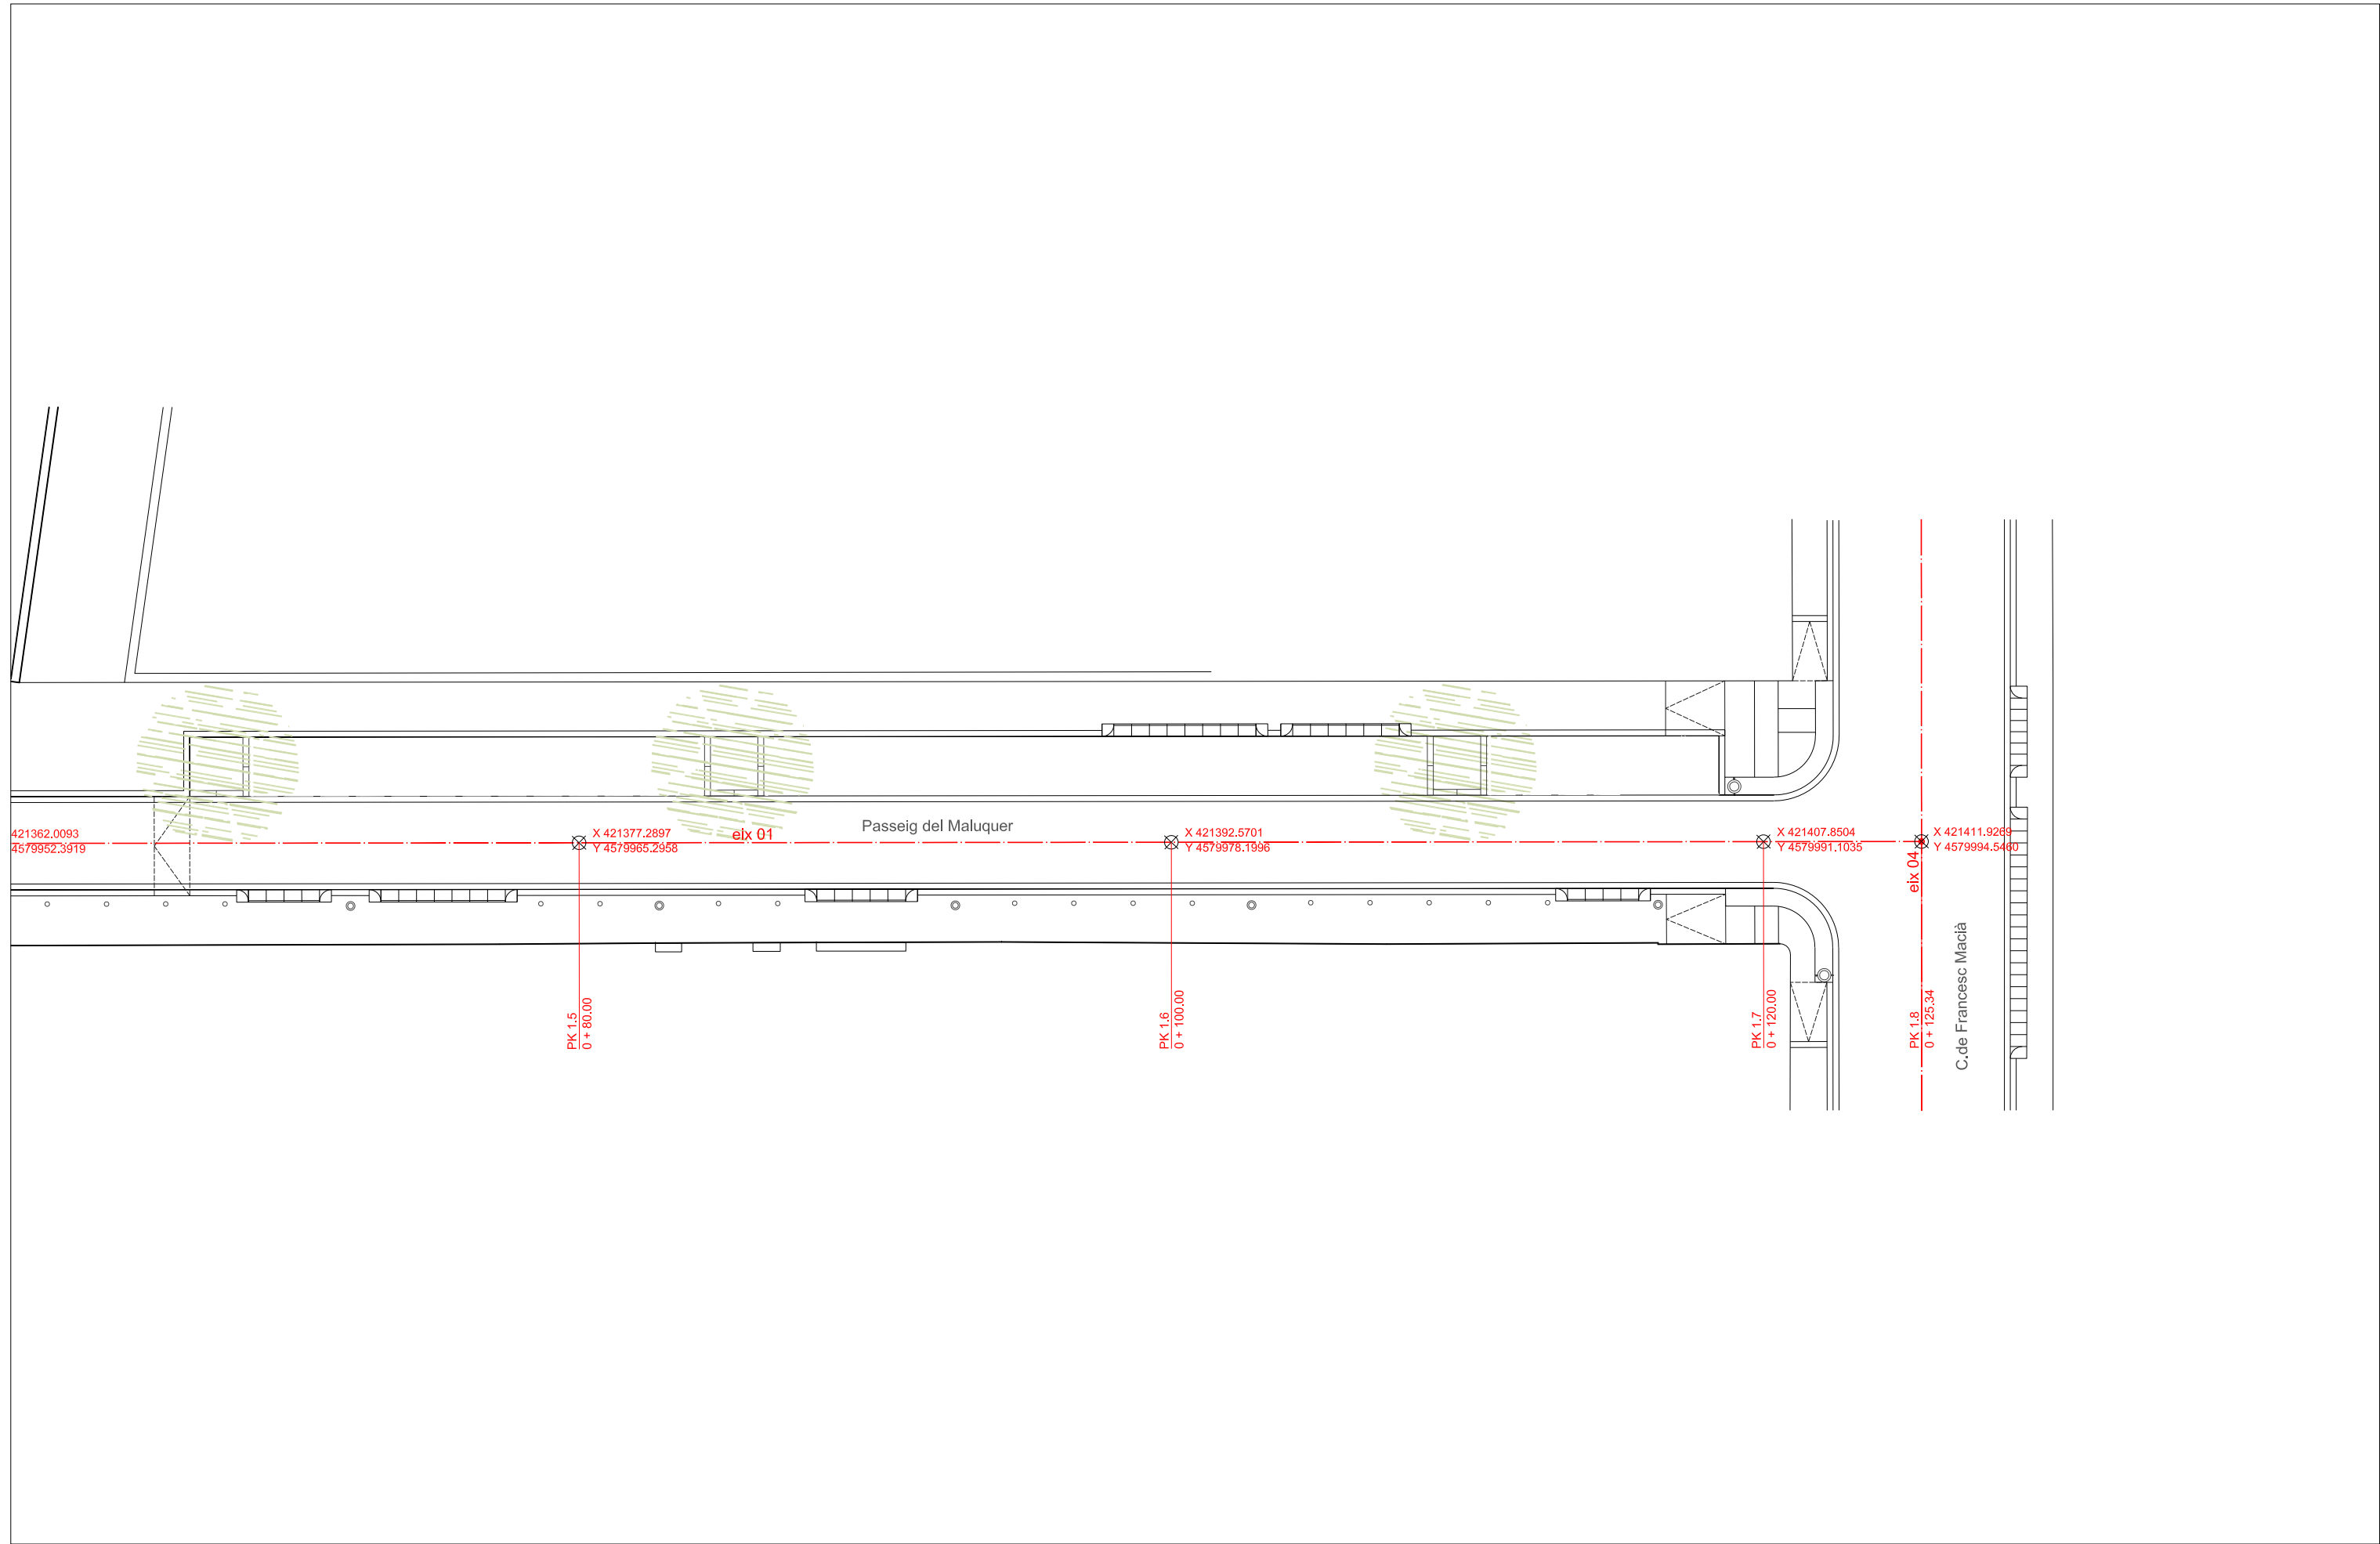 421362.0093
4579952.3919
X 421377.2897
Y 4579965.2958
eix 01
Passeig del Maluquer
X 421392.5701
Y 4579978.1996
X 421407.8504
Y 4579991.1035
X 421411.9269
Y 4579994.5460
eix 04
C.de Francesc Macià
PK 1.5
0 + 80.00
PK 1.6
0 + 100.00
PK 1.7
0 + 120.00
PK 1.8
0 + 125.34